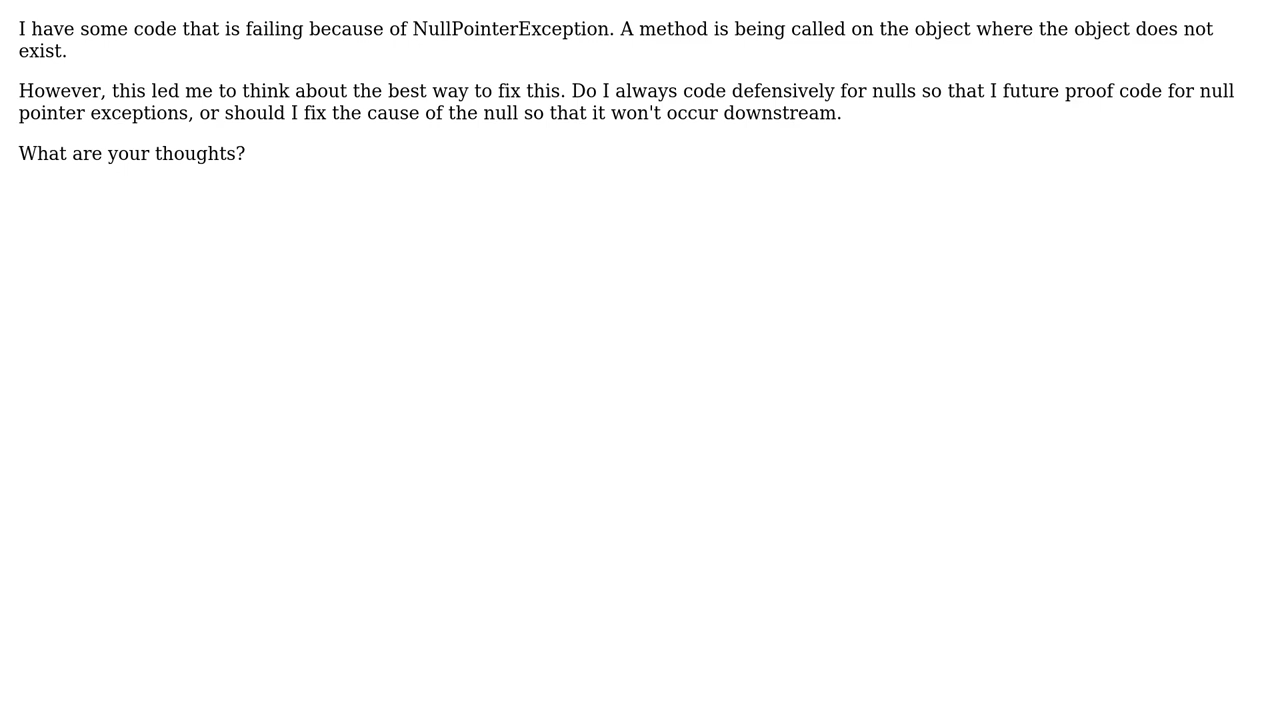 I have some code that is failing because of NullPointerException. A method is being called on the object where the object does not
exist.
However, this led me to think about the best way to fix this. Do I always code defensively for nulls so that I future proof code for null
pointer exceptions, or should I fix the cause of the null so that it won't occur downstream.
What are your thoughts?